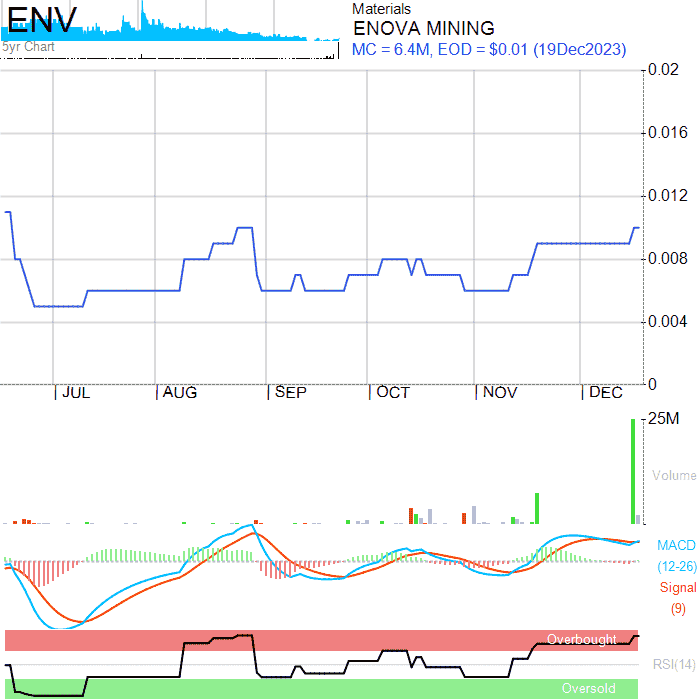 ENV
5yr Chart
Materials
ENOVA MINING
MC = 6.4M, EOD = $0.01 (19Dec2023)
0.02
0.016
0.012
0.008
0.004
0
JUL
AUG
SEP
OCT
NOV
DEC
25M
Volume
MACD
(12-26)
Signal
(9)
Overbought
RSI(14)
Oversold